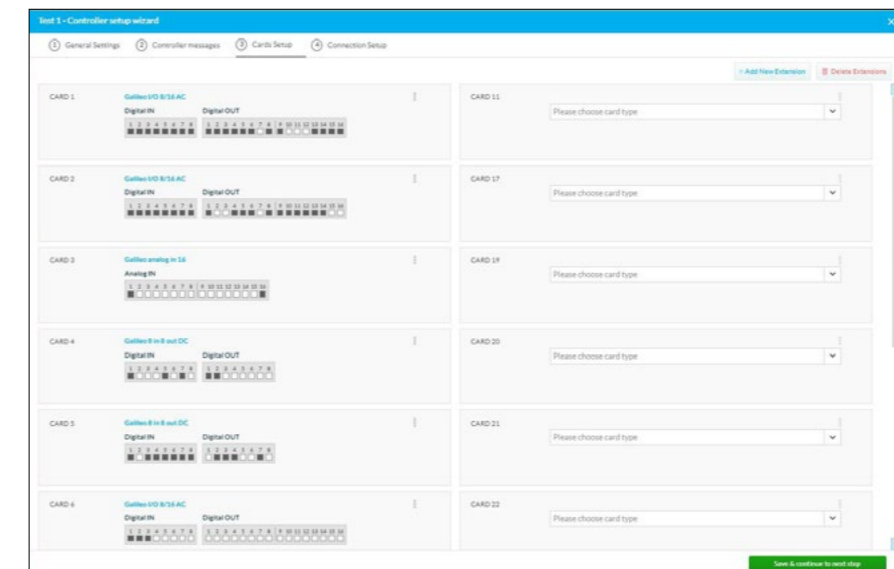 Test 1 - Controller setup wizard
1 General Settings 2 Controller messages 3 Cards Setup 4 Connection Setup
+ Add New Extension Delete Extensions
CARD 1 Galileo I/O 8/16 AC
Digital IN Digital OUT
1 2 3 4 5 6 7 8 1 2 3 4 5 6 7 8 9 10 11 12 13 14 15 16
CARD 11
Please choose card type
CARD 2 Galileo I/O 8/16 AC
Digital IN Digital OUT
1 2 3 4 5 6 7 8 1 2 3 4 5 6 7 8 9 10 11 12 13 14 15 16
CARD 17
Please choose card type
CARD 3 Galileo analog in 16
Analog IN
1 2 3 4 5 6 7 8 9 10 11 12 13 14 15 16
CARD 19
Please choose card type
CARD 4 Galileo 8 in 8 out DC
Digital IN Digital OUT
1 2 3 4 5 6 7 8 1 2 3 4 5 6 7 8
CARD 20
Please choose card type
CARD 5 Galileo 8 in 8 out DC
Digital IN Digital OUT
1 2 3 4 5 6 7 8 1 2 3 4 5 6 7 8
CARD 21
Please choose card type
CARD 6 Galileo I/O 8/16 AC
Digital IN Digital OUT
1 2 3 4 5 6 7 8 1 2 3 4 5 6 7 8 9 10 11 12 13 14 15 16
CARD 22
Please choose card type
Save & continue to next step